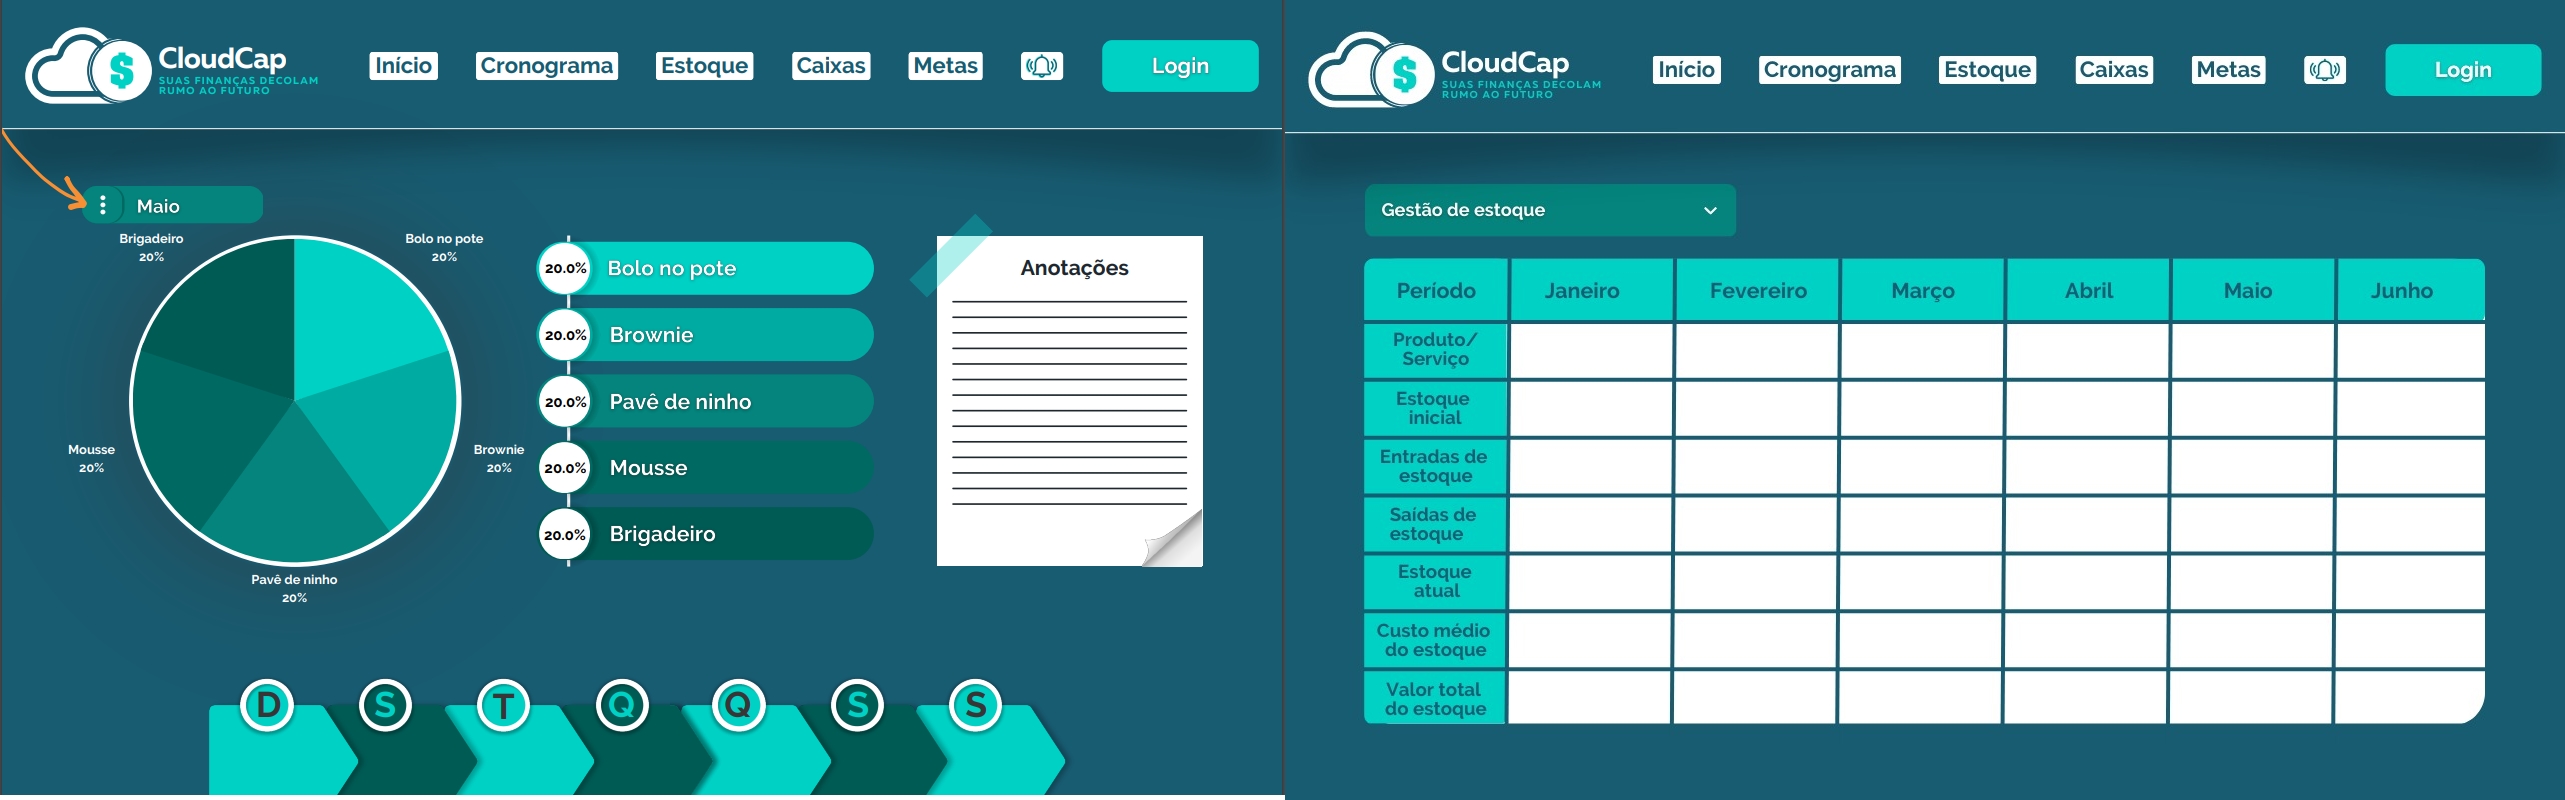 CloudCap
SUAS FINANÇAS DECOLAM
RUMO AO FUTURO
Início
Cronograma
Estoque
Caixas
Metas
Login
Maio
Brigadeiro
20%
Bolo no pote
20%
Mousse
20%
Brownie
20%
Pavê de ninho
20%
20.0% Bolo no pote
20.0% Brownie
20.0% Pavê de ninho
20.0% Mousse
20.0% Brigadeiro
Anotações
D S T Q Q S S
CloudCap
SUAS FINANÇAS DECOLAM
RUMO AO FUTURO
Início
Cronograma
Estoque
Caixas
Metas
Login
Gestão de estoque
Período Janeiro Fevereiro Março Abril Maio Junho
Produto/
Serviço
Estoque
inicial
Entradas de
estoque
Saídas de
estoque
Estoque
atual
Custo médio
do estoque
Valor total
do estoque